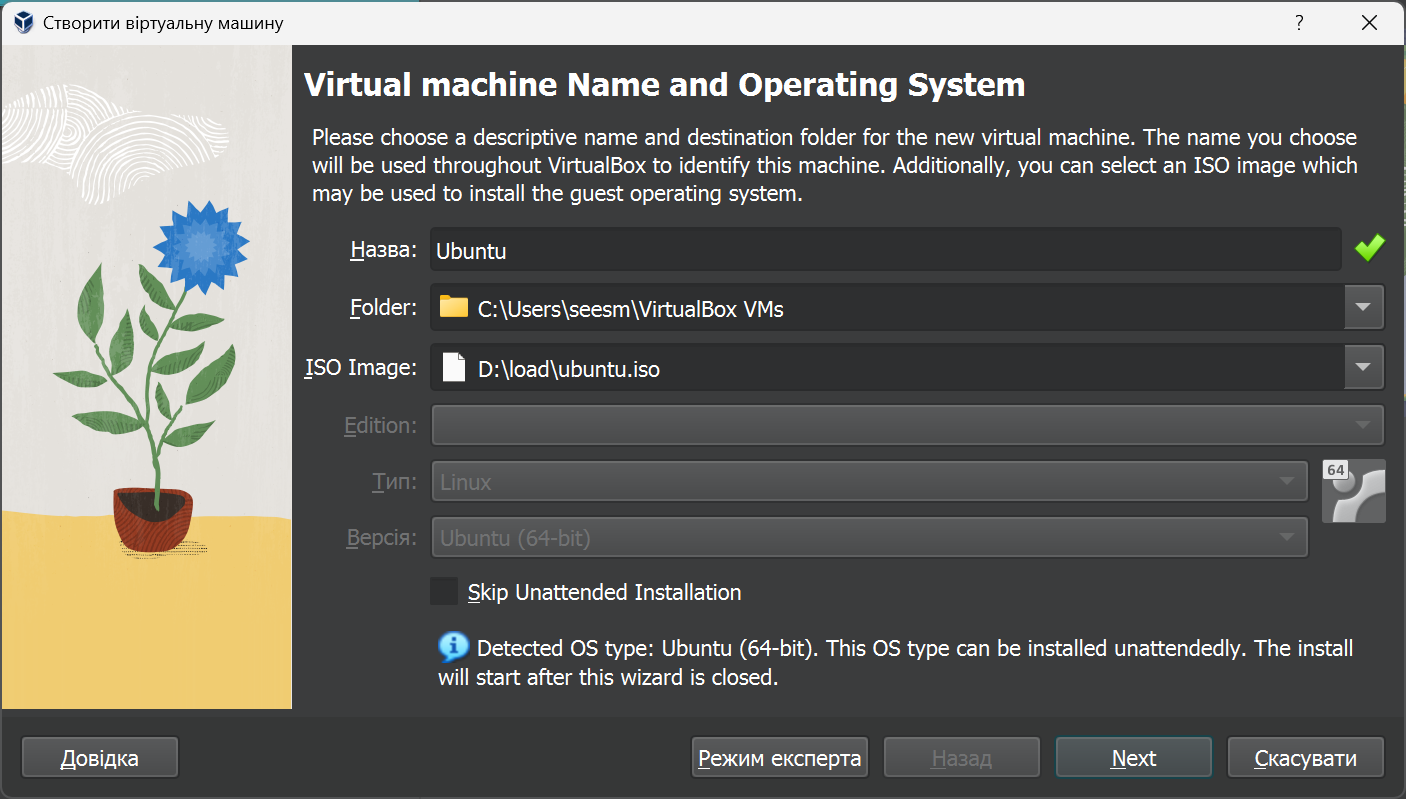 Створити віртуальну машину
?
Virtual machine Name and Operating System
Please choose a descriptive name and destination folder for the new virtual machine. The name you choose
will be used throughout VirtualBox to identify this machine. Additionally, you can select an ISO image which
may be used to install the guest operating system.
Назва: Ubuntu
Folder: C:\Users\seesm\VirtualBox VMs
ISO Image: D:\load\ubuntu.iso
Edition:
Тип: Linux
64
Версія: Ubuntu (64-bit)
Skip Unattended Installation
Detected OS type: Ubuntu (64-bit). This OS type can be installed unattendedly. The install
will start after this wizard is closed.
Довідка Режим експерта Назад Next Скасувати